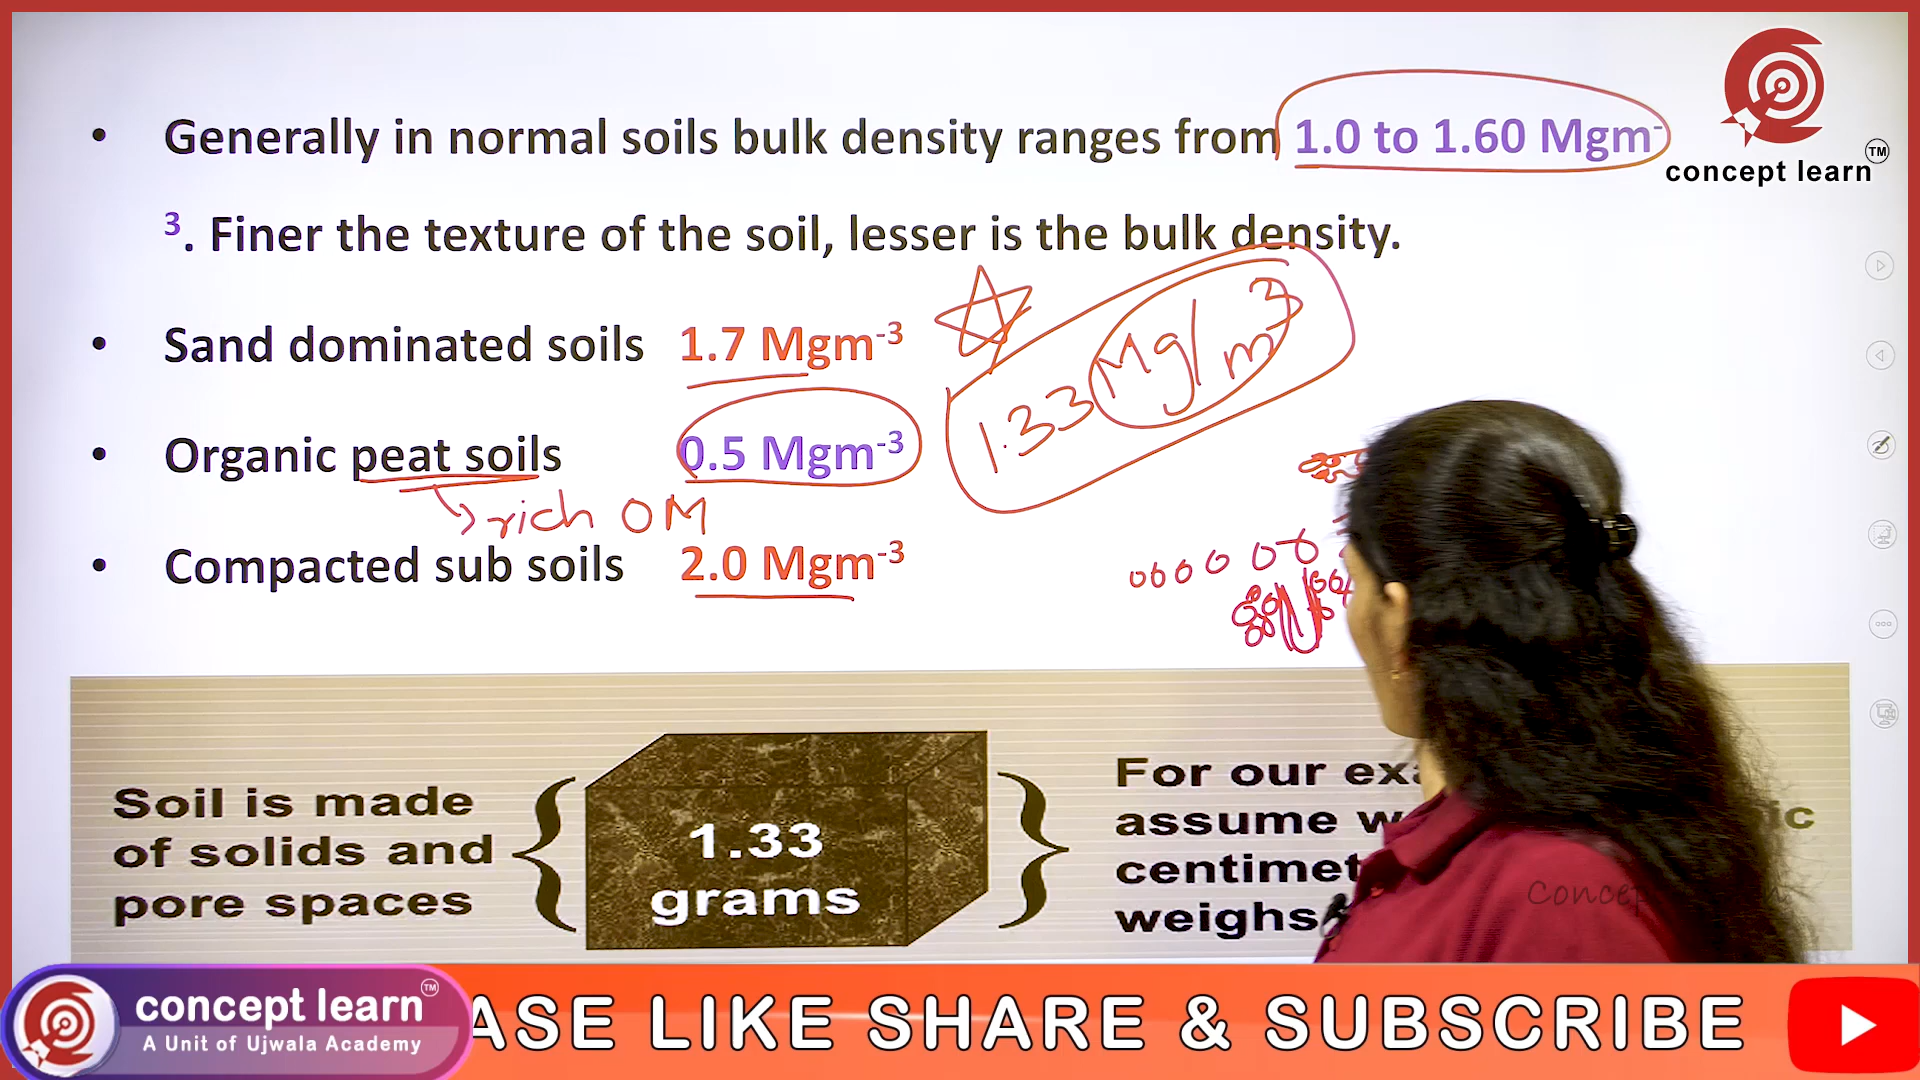 • Generally in normal soils bulk density ranges from 1.0 to 1.60 Mgm-
3. Finer the texture of the soil, lesser is the bulk density.
• Sand dominated soils 1.7 Mgm-3
1.33 Mg/m3
• Organic peat soils 0.5 Mgm-3
rich OM
• Compacted sub soils 2.0 Mgm-3
Soil is made
of solids and
pore spaces
1.33
grams
For our
assume
weighs
concept learn TM
Concept
concept learn TM
A Unit of Ujwala Academy
ASE LIKE SHARE & SUBSCRIBE